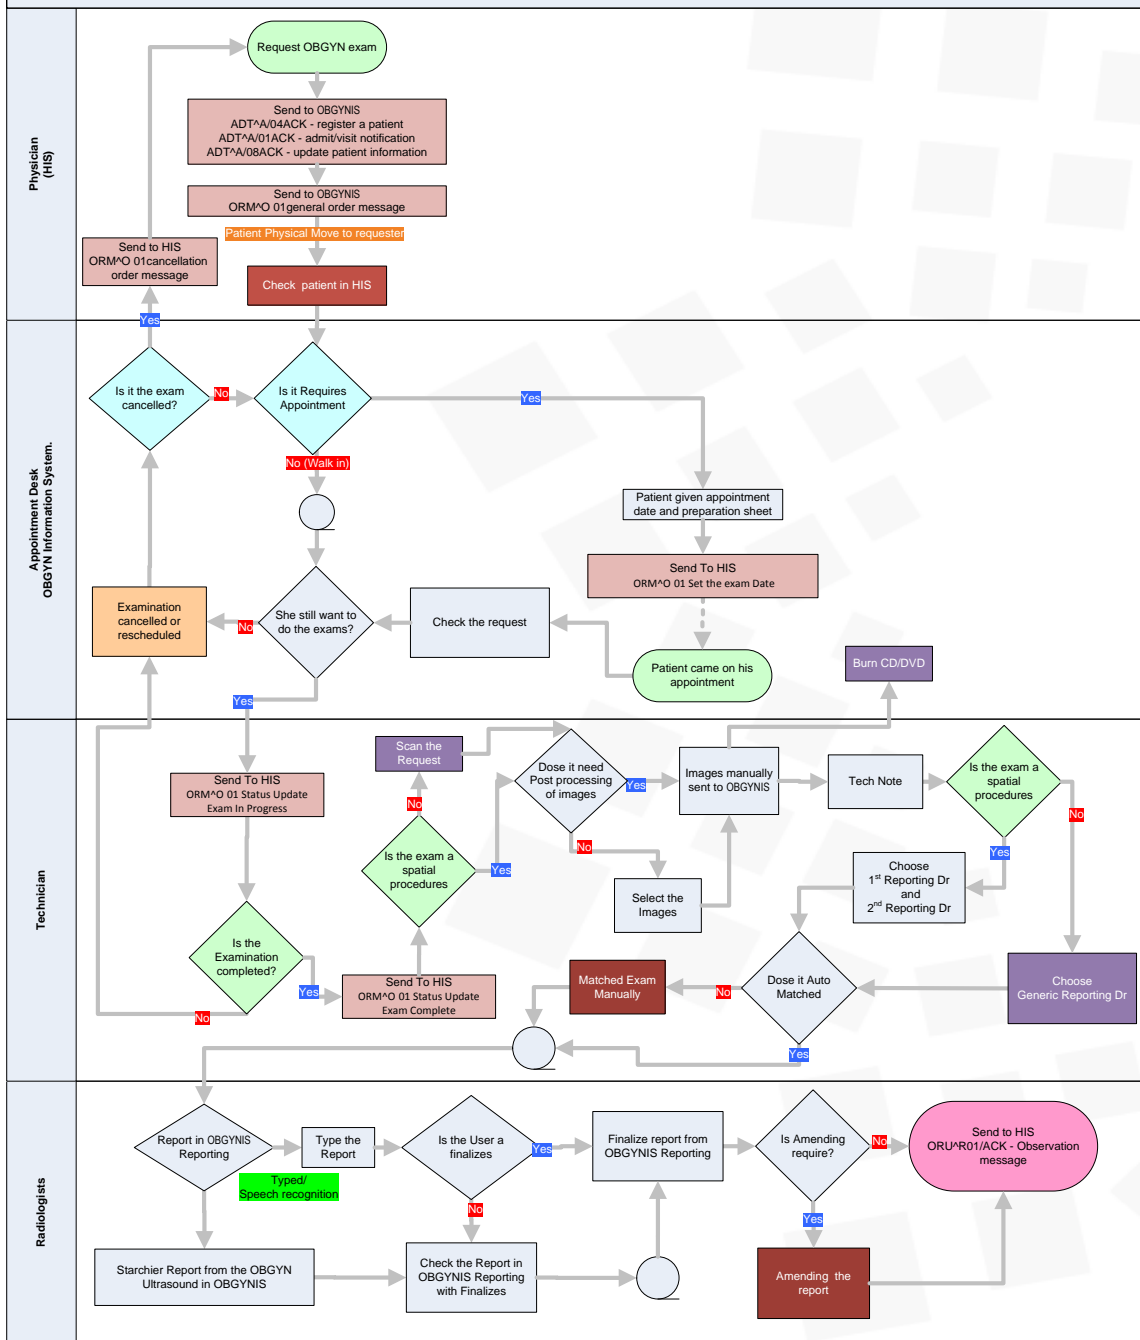 Physician
(HIS)
Request OBGYN exam
Send to OBGYNIS
ADT^A/04ACK - register a patient
ADT^A/01ACK - admit/visit notification
ADT^A/08ACK - update patient information
Send to OBGYNIS
ORM^O 01general order message
Patient Physical Move to requester
Send to HIS
ORM^O 01cancellation
order message
Check patient in HIS
Yes
Appointment Desk
OBGYN Information System.
Is it the exam
cancelled?
No
Is it Requires
Appointment
Yes
No (Walk in)
Patient given appointment
date and preparation sheet
Send To HIS
ORM^O 01 Set the exam Date
Examination
cancelled or
rescheduled
No
She still want to
do the exams?
Check the request
Patient came on his
appointment
Burn CD/DVD
Yes
Technician
Send To HIS
ORM^O 01 Status Update
Exam In Progress
Scan the
Request
No
Is the exam a
spatial
procedures
Yes
Dose it need
Post processing
of images
Yes
No
Select the
Images
Images manually
sent to OBGYNIS
Tech Note
Is the exam a
spatial
procedures
No
Yes
Choose
1st Reporting Dr
and
2nd Reporting Dr
Is the
Examination
completed?
Yes
No
Send To HIS
ORM^O 01 Status Update
Exam Complete
Matched Exam
Manually
No
Dose it Auto
Matched
Yes
Choose
Generic Reporting Dr
Radiologists
Report in OBGYNIS
Reporting
Type the
Report
Typed/
Speech recognition
Is the User a
finalizes
Yes
No
Finalize report from
OBGYNIS Reporting
Is Amending
require?
No
Yes
Send to HIS
ORU^R01/ACK - Observation
message
Starchier Report from the OBGYN
Ultrasound in OBGYNIS
Check the Report in
OBGYNIS Reporting
with Finalizes
Amending the
report